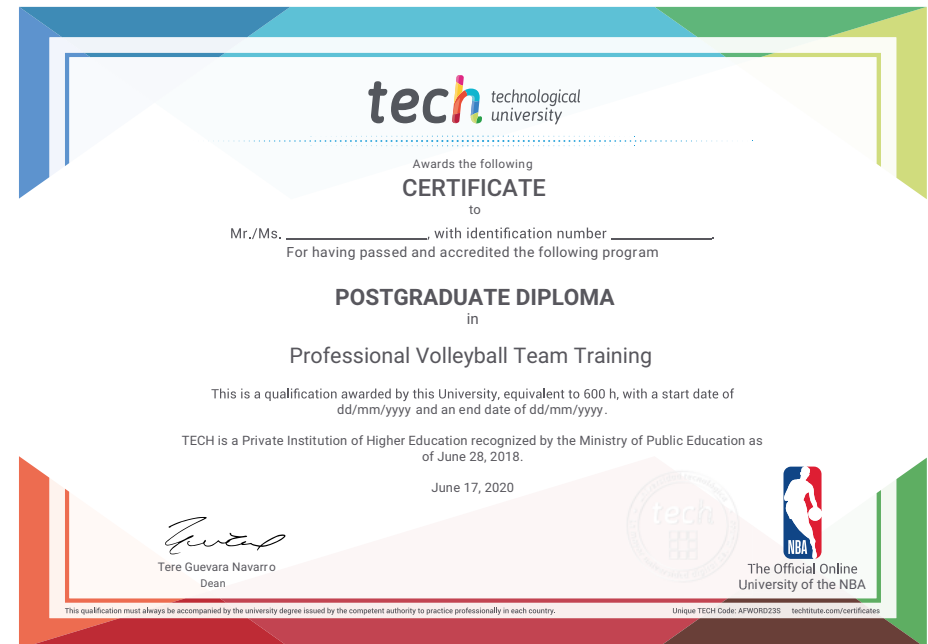 tech technological
university
Awards the following
CERTIFICATE
to
Mr./Ms. ____________________, with identification number ______________.
For having passed and accredited the following program
POSTGRADUATE DIPLOMA
in
Professional Volleyball Team Training
This is a qualification awarded by this University, equivalent to 600 h, with a start date of
dd/mm/yyyy and an end date of dd/mm/yyyy.
TECH is a Private Institution of Higher Education recognized by the Ministry of Public Education as
of June 28, 2018.
June 17, 2020
tech
NBA
Tere Guevara Navarro
Dean
The Official Online
University of the NBA
This qualification must always be accompanied by the university degree issued by the competent authority to practice professionally in each country.
Unique TECH Code: AFWORD23S techtitute.com/certificates